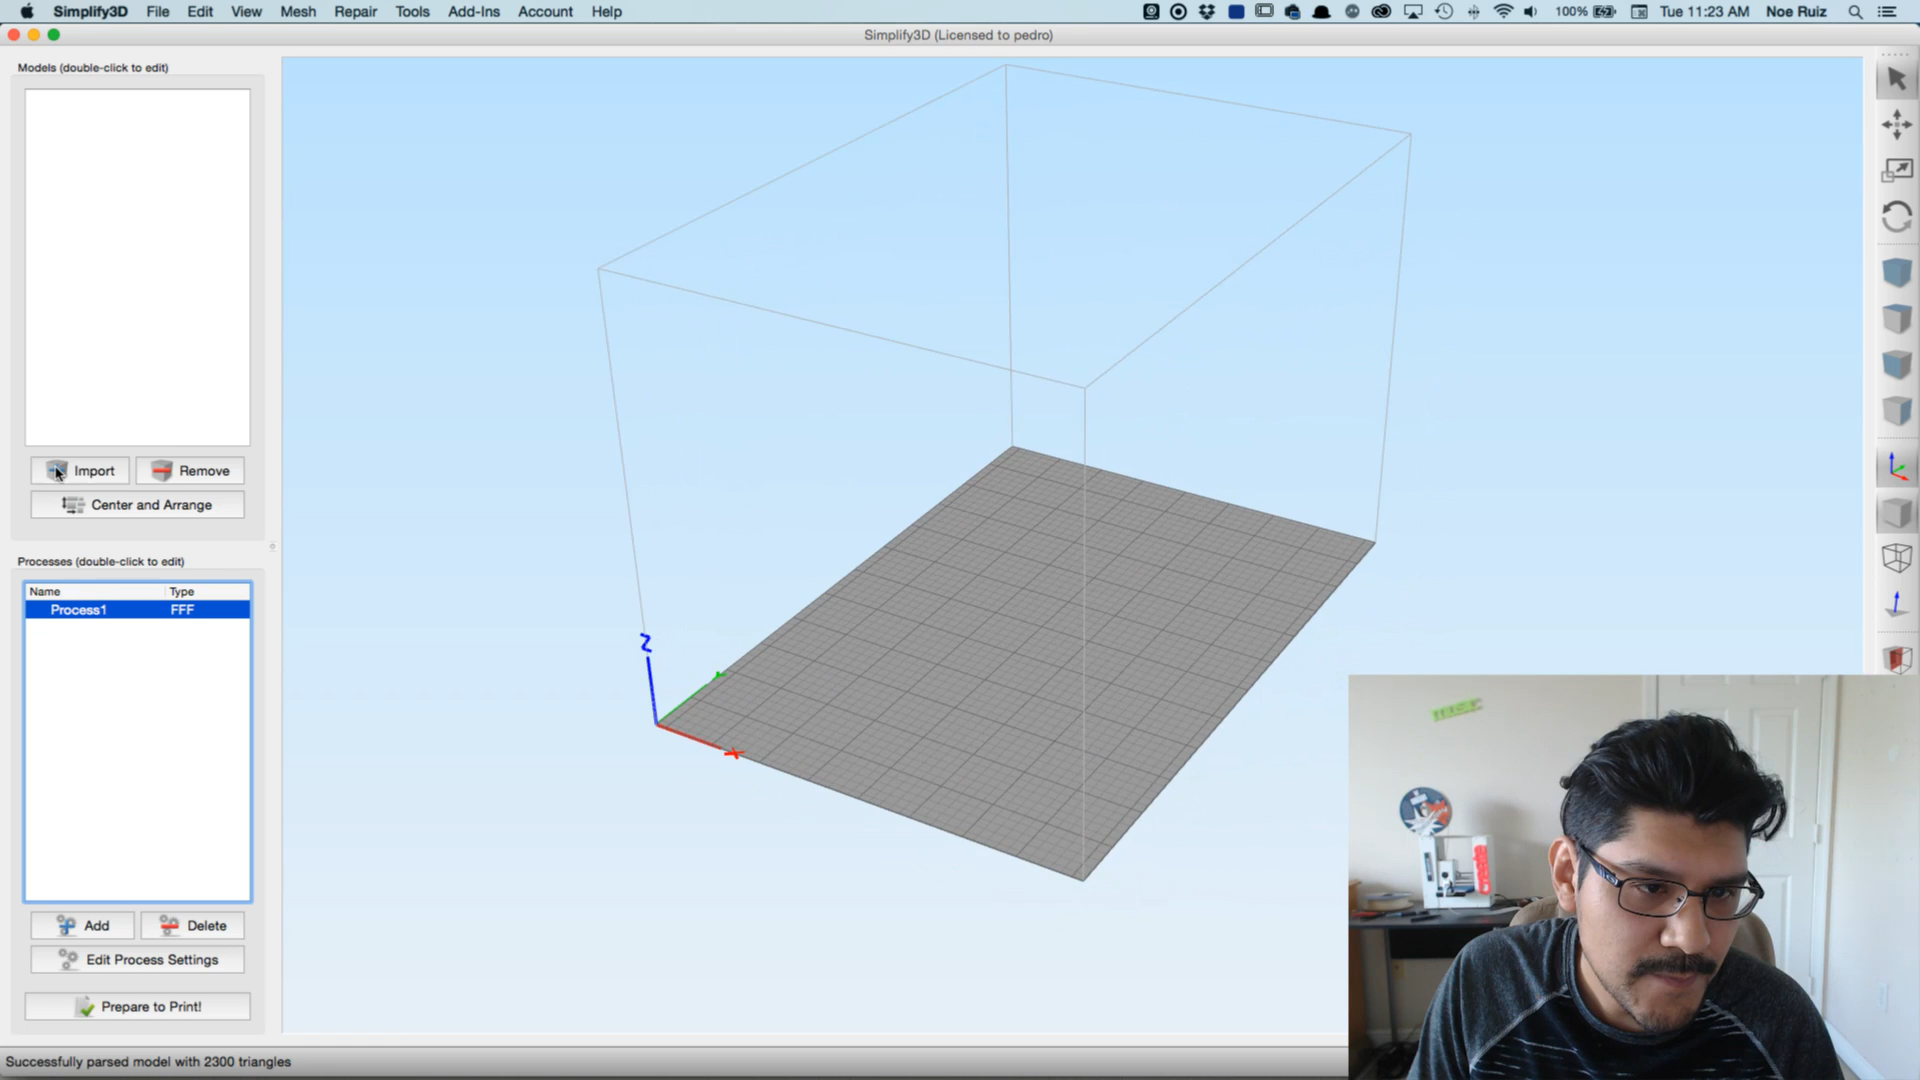 Simplify3D File Edit View Mesh Repair Tools Add-Ins Account Help 100% Tue 11:23 AM Noe Ruiz
Simplify3D (Licensed to pedro)
Models (double-click to edit)
Import Remove
Center and Arrange
Processes (double-click to edit)
Name Type
Process1 FFF
Add Delete
Edit Process Settings
Prepare to Print!
Successfully parsed model with 2300 triangles
Z
X